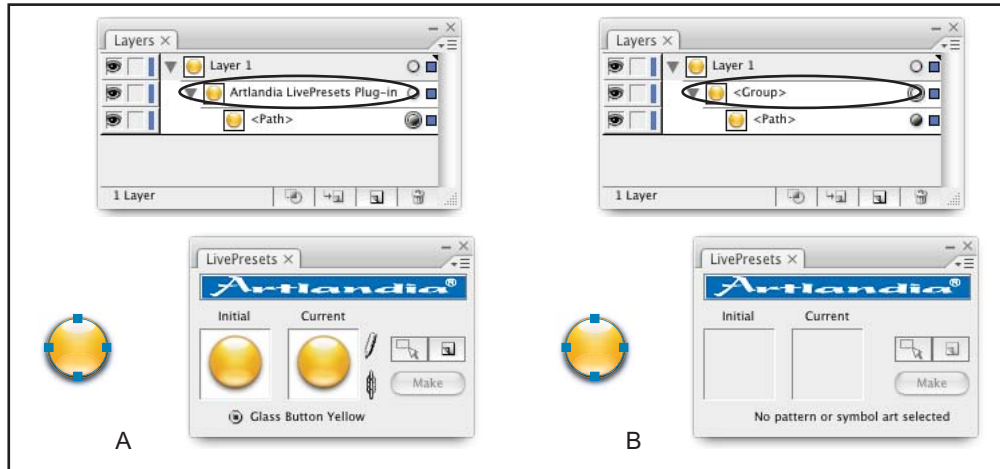 Layers ×
Layer 1
Artlandia LivePresets Plug-in
<Path>
1 Layer
LivePresets ×
Artlandia®
Initial Current
Make
Glass Button Yellow
A
Layers ×
Layer 1
<Group>
<Path>
1 Layer
LivePresets ×
Artlandia®
Initial Current
Make
No pattern or symbol art selected
B